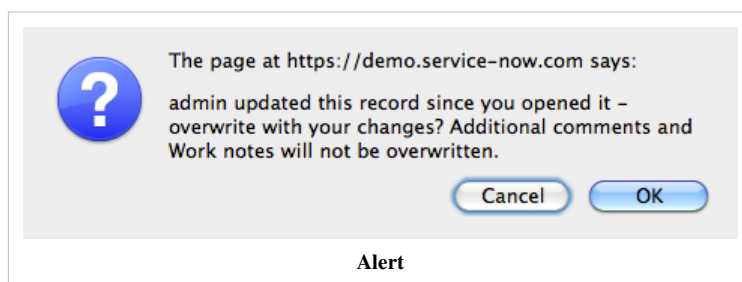 The page at https://demo.service-now.com says:
admin updated this record since you opened it –
overwrite with your changes? Additional comments and
Work notes will not be overwritten.
Cancel OK
Alert